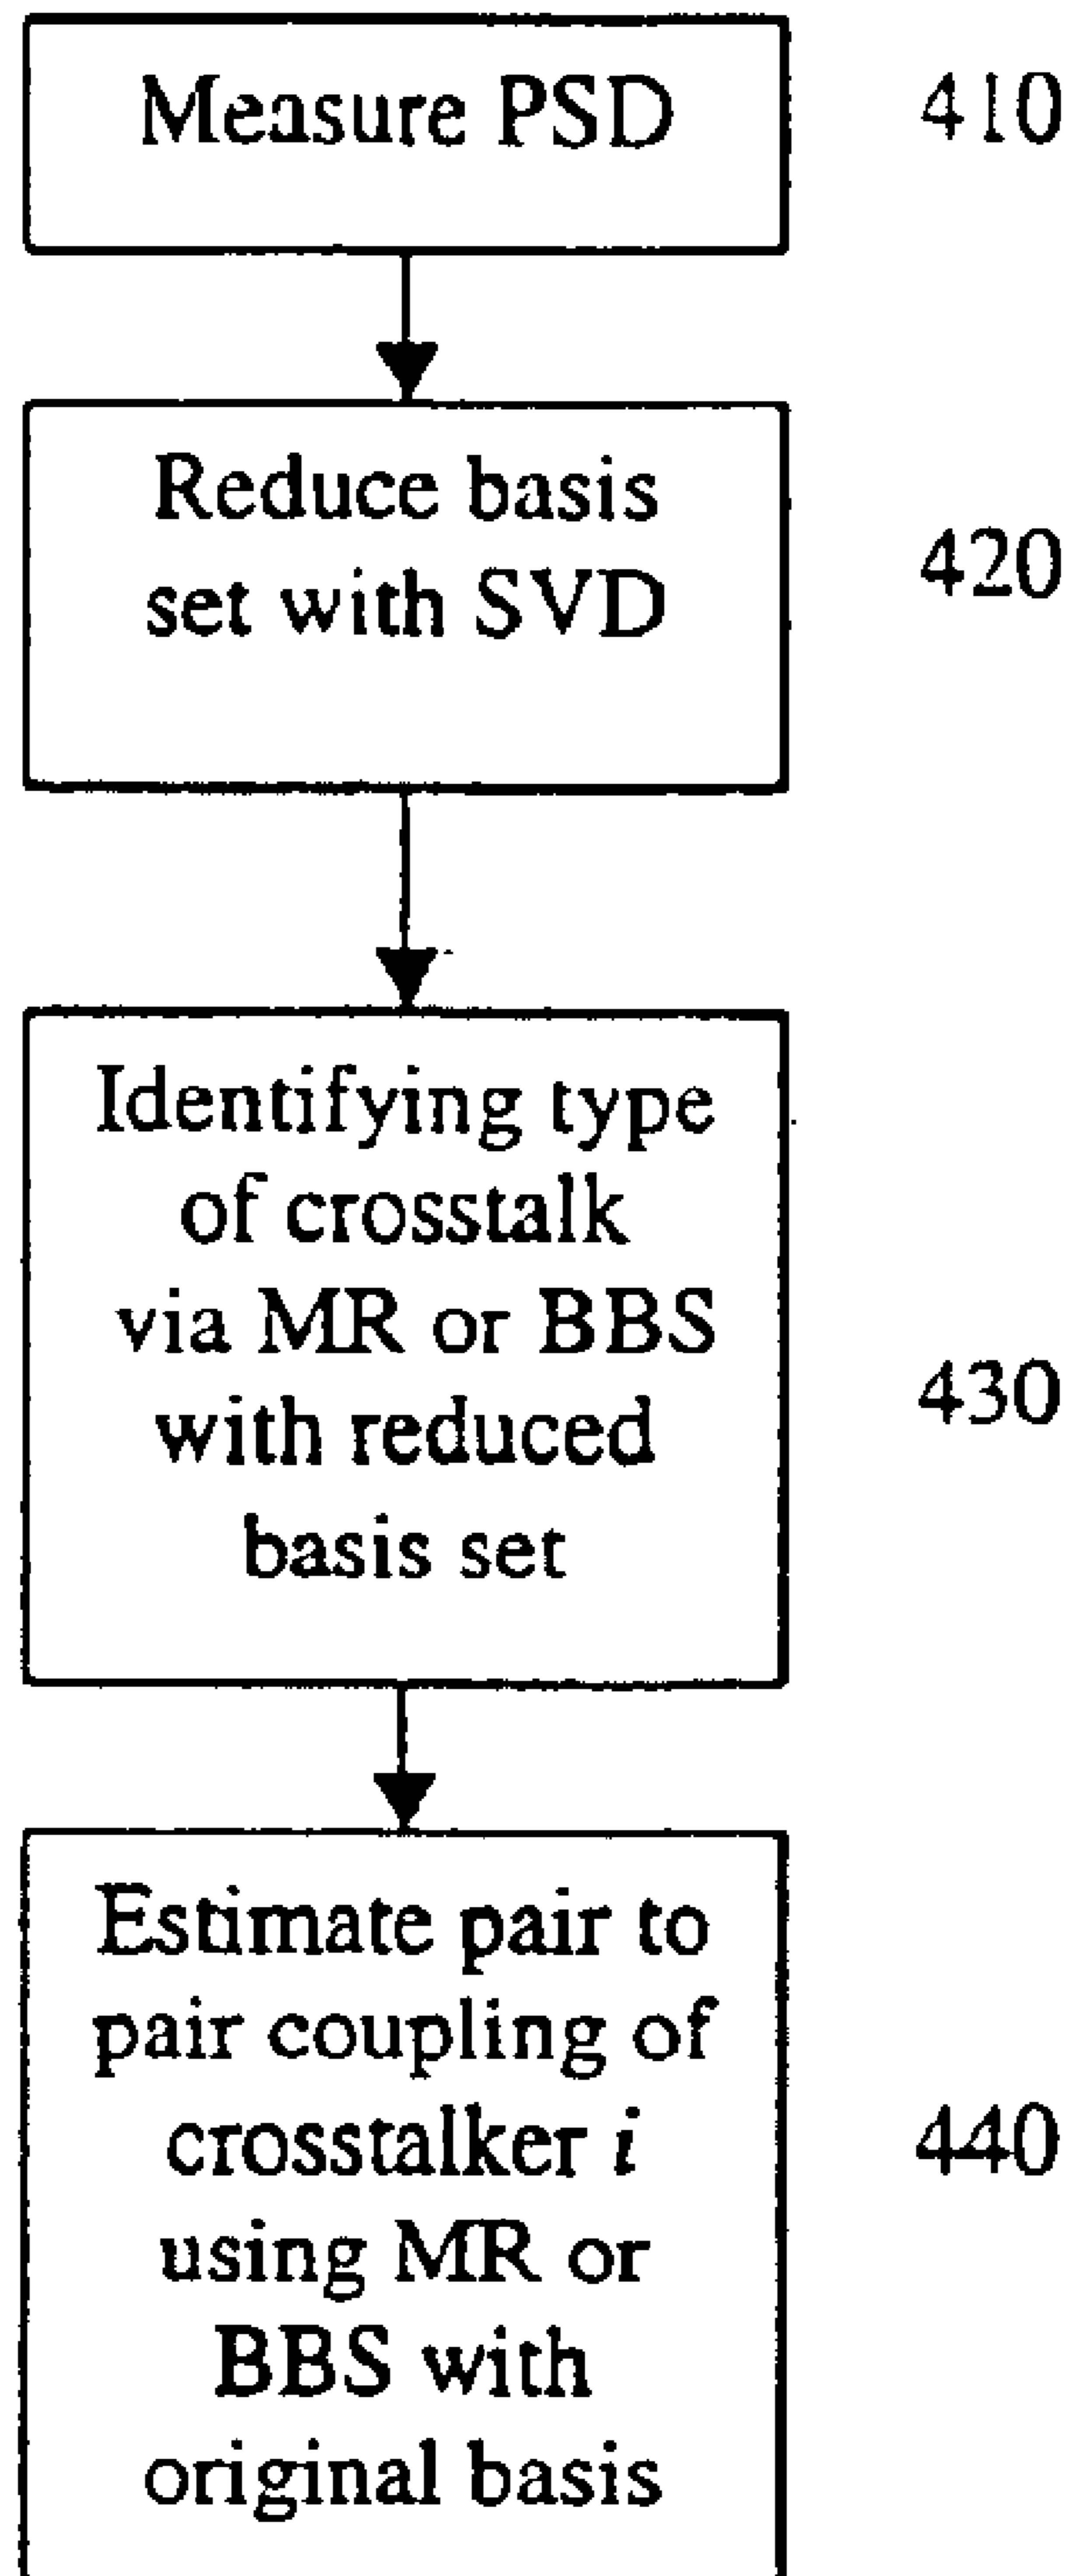 Measure PSD
410
Reduce basis
set with SVD
420
Identifying type
of crosstalk
via MR or BBS
with reduced
basis set
430
Estimate pair to
pair coupling of
crosstalker i
using MR or
BBS with
original basis
440